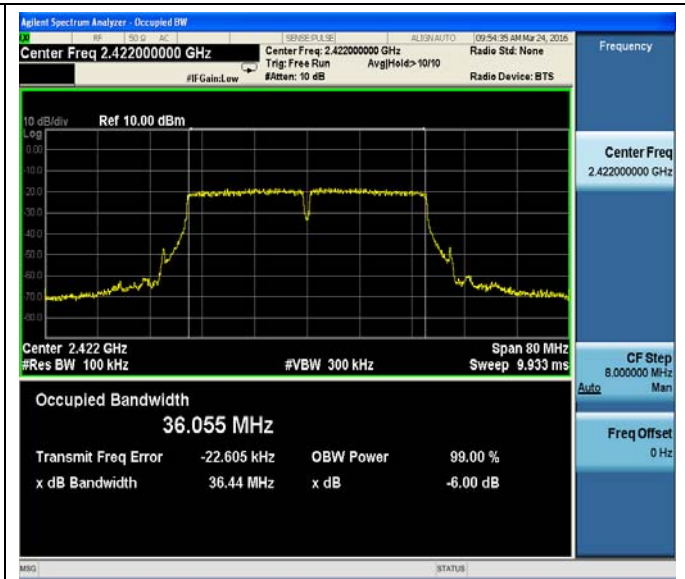 Agilent Spectrum Analyzer - Occupied BW
RF 50 Ω AC SENSE:PULSE ALIGN AUTO 09:54:35 AM Mar 24, 2016
Center Freq 2.422000000 GHz Center Freq: 2.422000000 GHz Radio Std: None Frequency
Trig: Free Run Avg|Hold:> 10/10
#IFGain:Low #Atten: 10 dB Radio Device: BTS
10 dB/div Ref 10.00 dBm
Log
0.00
-10.0
-20.0
-30.0
-40.0
-50.0
-60.0
-70.0
-80.0
Center Freq
2.422000000 GHz
Center 2.422 GHz Span 80 MHz
#Res BW 100 kHz #VBW 300 kHz Sweep 9.933 ms
CF Step
8.000000 MHz
Auto Man
Occupied Bandwidth
36.055 MHz
Transmit Freq Error -22.605 kHz OBW Power 99.00 %
x dB Bandwidth 36.44 MHz x dB -6.00 dB
Freq Offset
0 Hz
MSG STATUS